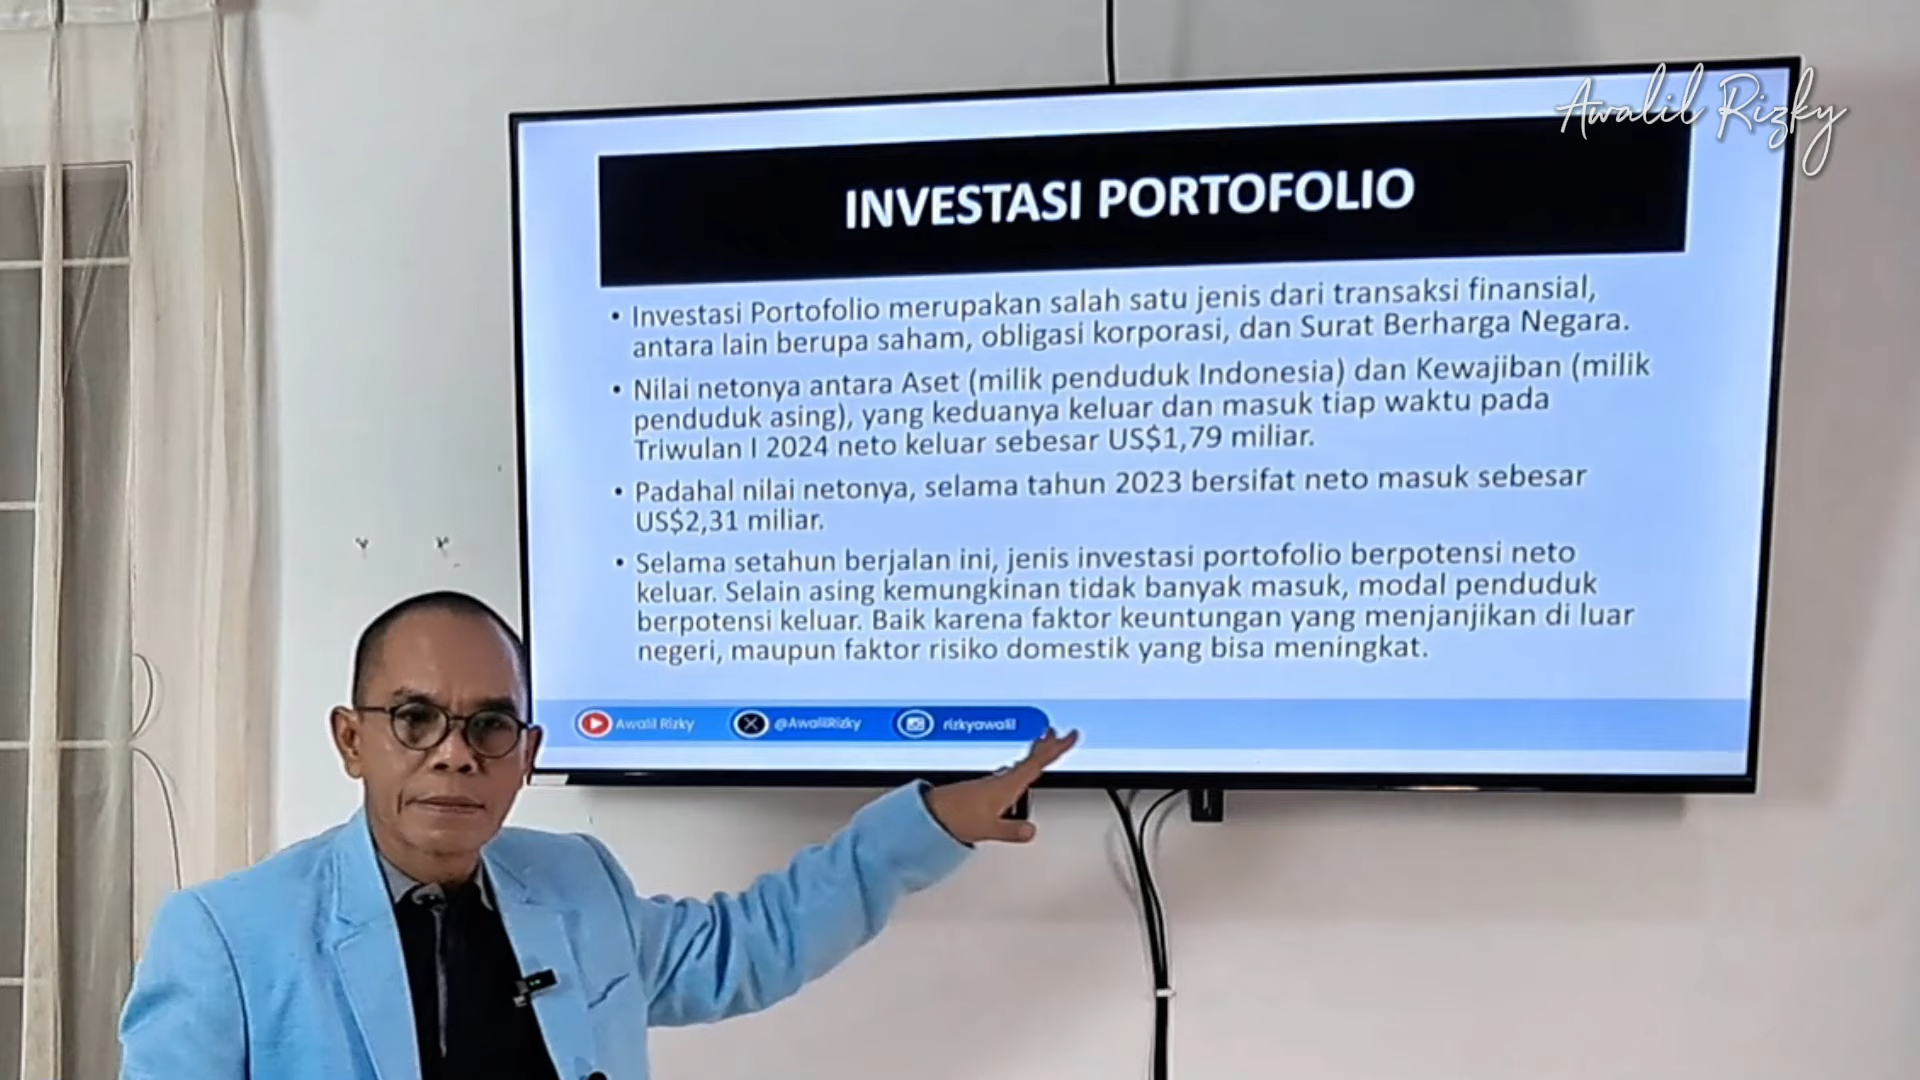 Awalil Rizky
INVESTASI PORTOFOLIO
• Investasi Portofolio merupakan salah satu jenis dari transaksi finansial,
antara lain berupa saham, obligasi korporasi, dan Surat Berharga Negara.
• Nilai netonya antara Aset (milik penduduk Indonesia) dan Kewajiban (milik
penduduk asing), yang keduanya keluar dan masuk tiap waktu pada
Triwulan I 2024 neto keluar sebesar US$1,79 miliar.
• Padahal nilai netonya, selama tahun 2023 bersifat neto masuk sebesar
US$2,31 miliar.
• Selama setahun berjalan ini, jenis investasi portofolio berpotensi neto
keluar. Selain asing kemungkinan tidak banyak masuk, modal penduduk
berpotensi keluar. Baik karena faktor keuntungan yang menjanjikan di luar
negeri, maupun faktor risiko domestik yang bisa meningkat.
Awalil Rizky @AwalilRizky rizkyawalil